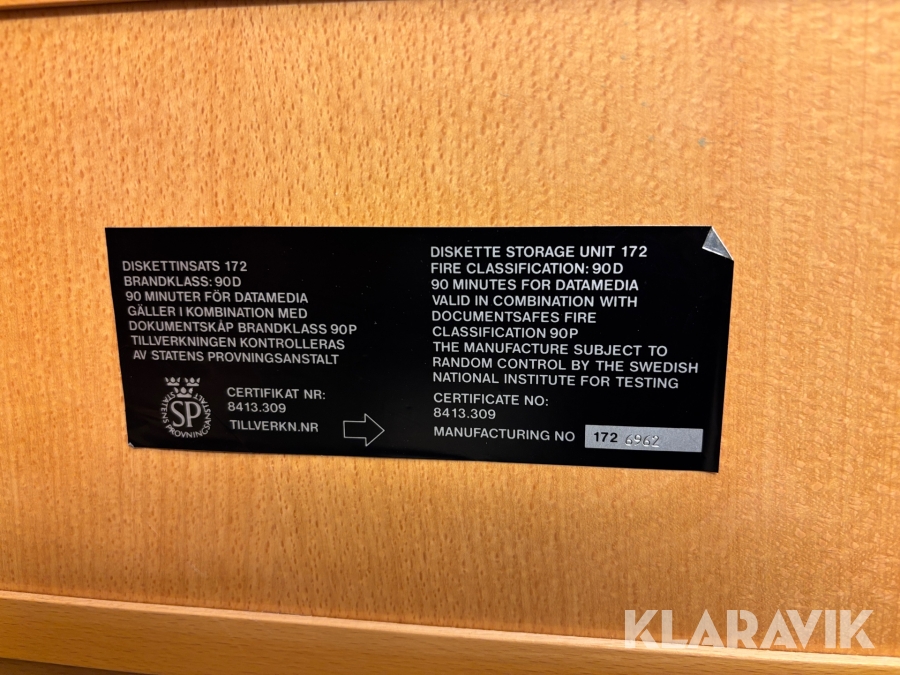 DISKETTINSATS 172
BRANDKLASS: 90D
90 MINUTER FÖR DATAMEDIA
GÄLLER I KOMBINATION MED
DOKUMENTSKÅP BRANDKLASS 90P
TILLVERKNINGEN KONTROLLERAS
AV STATENS PROVNINGSANSTALT
STATENS PROVNINGSANSTALT
SP
CERTIFIKAT NR:
8413.309
TILLVERKN.NR
DISKETTE STORAGE UNIT 172
FIRE CLASSIFICATION: 90D
90 MINUTES FOR DATAMEDIA
VALID IN COMBINATION WITH
DOCUMENTSAFES FIRE
CLASSIFICATION 90P
THE MANUFACTURE SUBJECT TO
RANDOM CONTROL BY THE SWEDISH
NATIONAL INSTITUTE FOR TESTING
CERTIFICATE NO:
8413.309
MANUFACTURING NO 172 6962
KLARAVIK